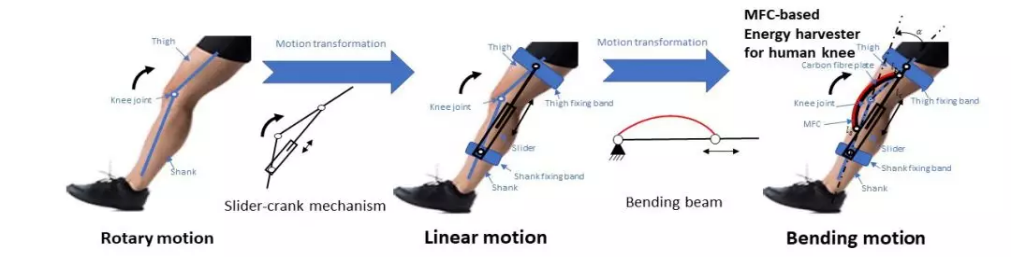 Thigh
Knee joint
Shank
Rotary motion
Motion transformation
Slider-crank mechanism
Thigh
Knee joint
Thigh fixing band
Slider
Shank fixing band
Shank
Linear motion
Motion transformation
Bending beam
MFC-based
Energy harvester
for human knee
α
Thigh
Carbon fibre plate
Knee joint
Thigh fixing band
MFC
Slider
Shank fixing band
Shank
Bending motion